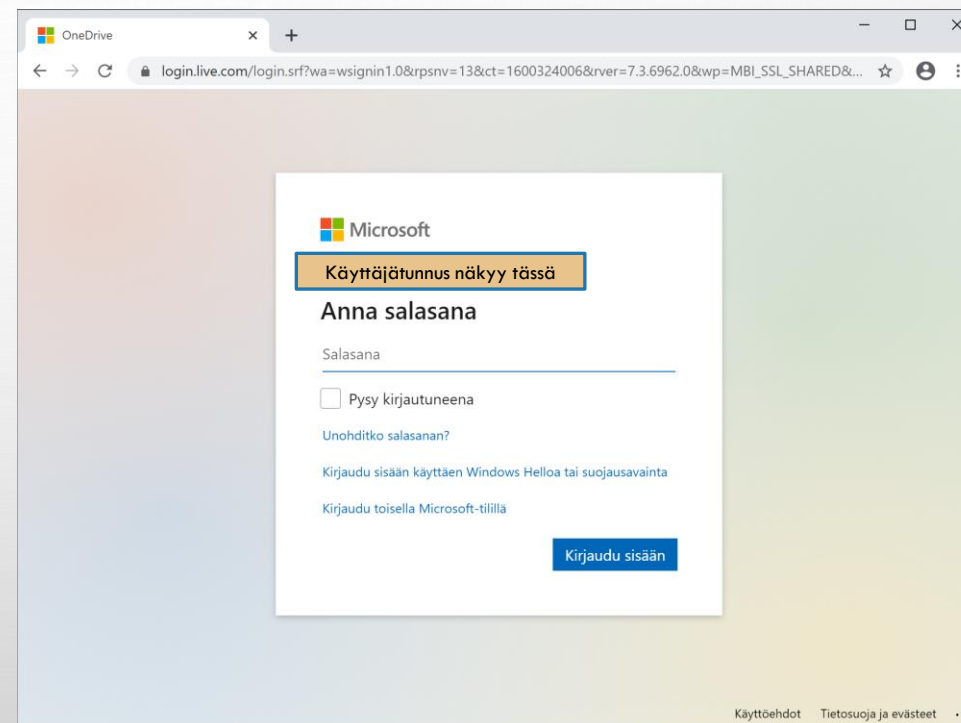 OneDrive
login.live.com/login.srf?wa=wsignin1.0&rpsnv=13&ct=1600324006&rver=7.3.6962.0&wp=MBI_SSL_SHARED&...
Microsoft
Käyttäjätunnus näkyy tässä
Anna salasana
Salasana
Pysy kirjautuneena
Unohditko salasanan?
Kirjaudu sisään käyttäen Windows Helloa tai suojausavainta
Kirjaudu toisella Microsoft-tilillä
Kirjaudu sisään
Käyttöehdot Tietosuoja ja evästeet